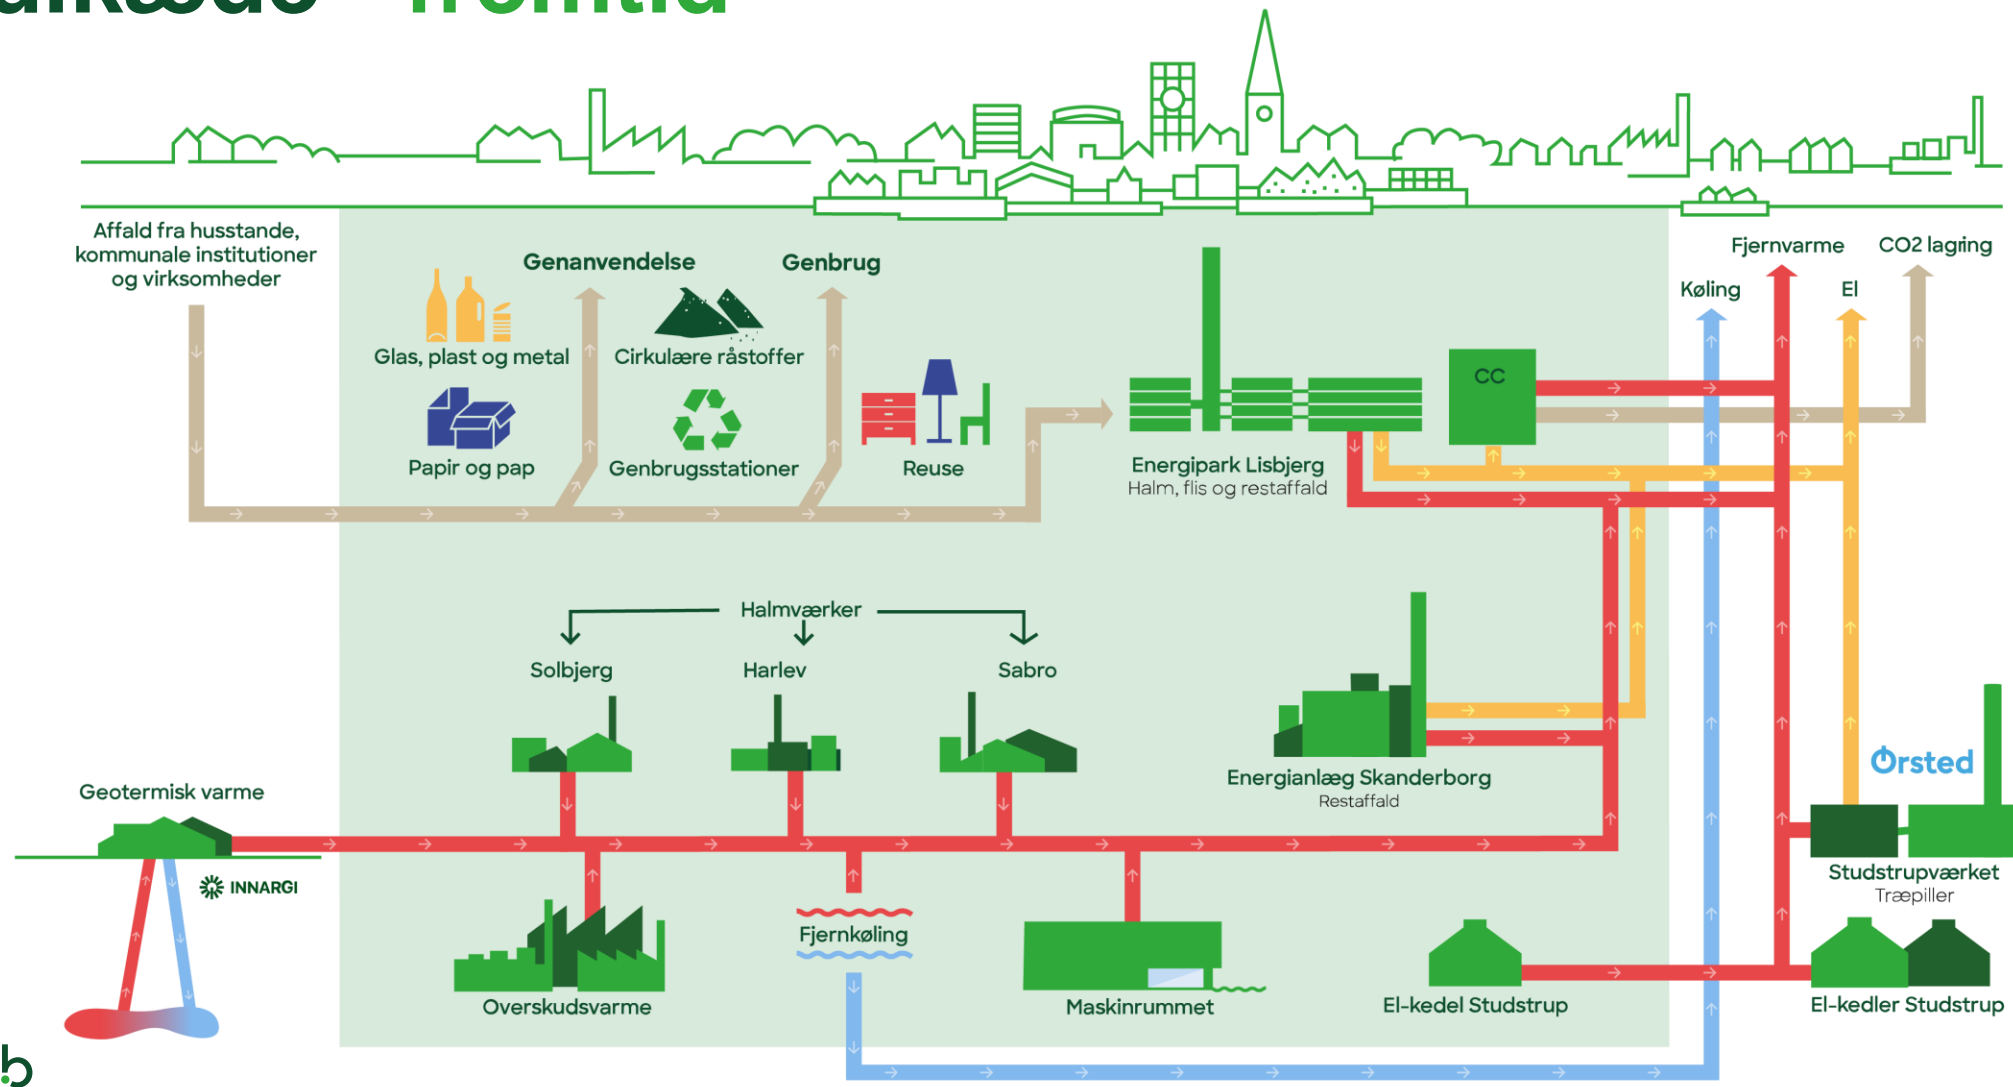 fremtid
Affald fra husstande,
kommunale institutioner
og virksomheder
Genanvendelse
Genbrug
Glas, plast og metal
Cirkulære råstoffer
Papir og pap
Genbrugsstationer
Reuse
Energipark Lisbjerg
Halm, flis og restaffald
CC
Køling
Fjernvarme
El
CO2 lagring
Halmværker
Solbjerg
Harlev
Sabro
Energianlæg Skanderborg
Restaffald
Geotermisk varme
INNARGI
Overskudsvarme
Fjernkøling
Maskinrummet
El-kedel Studstrup
Ørsted
Studstrupværket
Træpiller
El-kedler Studstrup
b